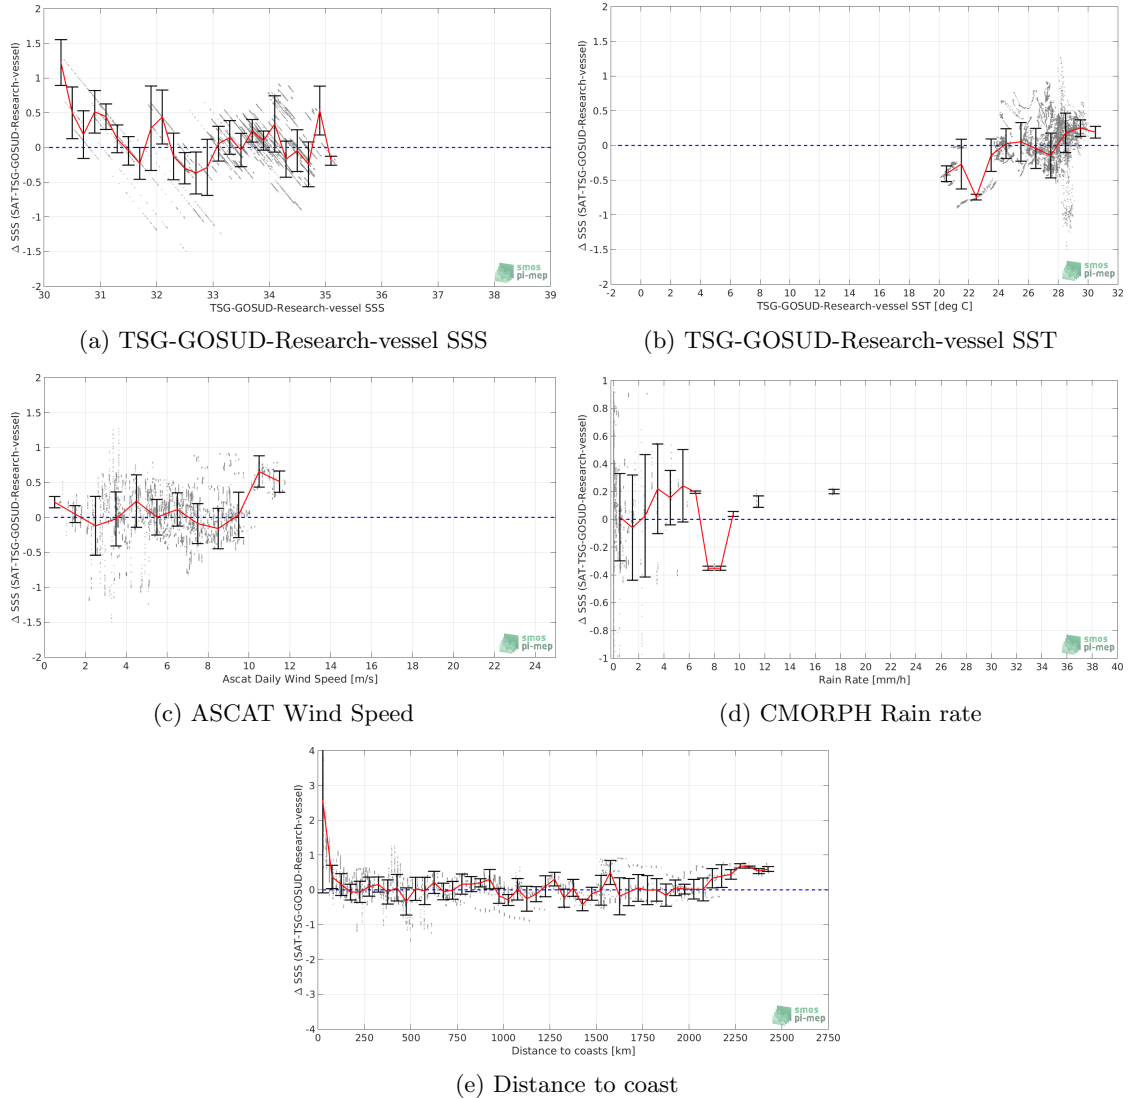 2
1.5
1
0.5
0
-0.5
-1
-1.5
-2
Δ SSS (SAT-TSG-GOSUD-Research-vessel)
30 31 32 33 34 35 36 37 38 39
TSG-GOSUD-Research-vessel SSS
smos
pi-mep
(a) TSG-GOSUD-Research-vessel SSS
2
1.5
1
0.5
0
-0.5
-1
-1.5
-2
Δ SSS (SAT-TSG-GOSUD-Research-vessel)
-2 0 2 4 6 8 10 12 14 16 18 20 22 24 26 28 30 32
TSG-GOSUD-Research-vessel SST [deg C]
smos
pi-mep
(b) TSG-GOSUD-Research-vessel SST
2
1.5
1
0.5
0
-0.5
-1
-1.5
-2
Δ SSS (SAT-TSG-GOSUD-Research-vessel)
0 2 4 6 8 10 12 14 16 18 20 22 24
Ascat Daily Wind Speed [m/s]
smos
pi-mep
(c) ASCAT Wind Speed
1
0.8
0.6
0.4
0.2
0
-0.2
-0.4
-0.6
-0.8
-1
Δ SSS (SAT-TSG-GOSUD-Research-vessel)
0 2 4 6 8 10 12 14 16 18 20 22 24 26 28 30 32 34 36 38 40
Rain Rate [mm/h]
smos
pi-mep
(d) CMORPH Rain rate
4
3
2
1
0
-1
-2
-3
-4
Δ SSS (SAT-TSG-GOSUD-Research-vessel)
0 250 500 750 1000 1250 1500 1750 2000 2250 2500 2750
Distance to coasts [km]
smos
pi-mep
(e) Distance to coast